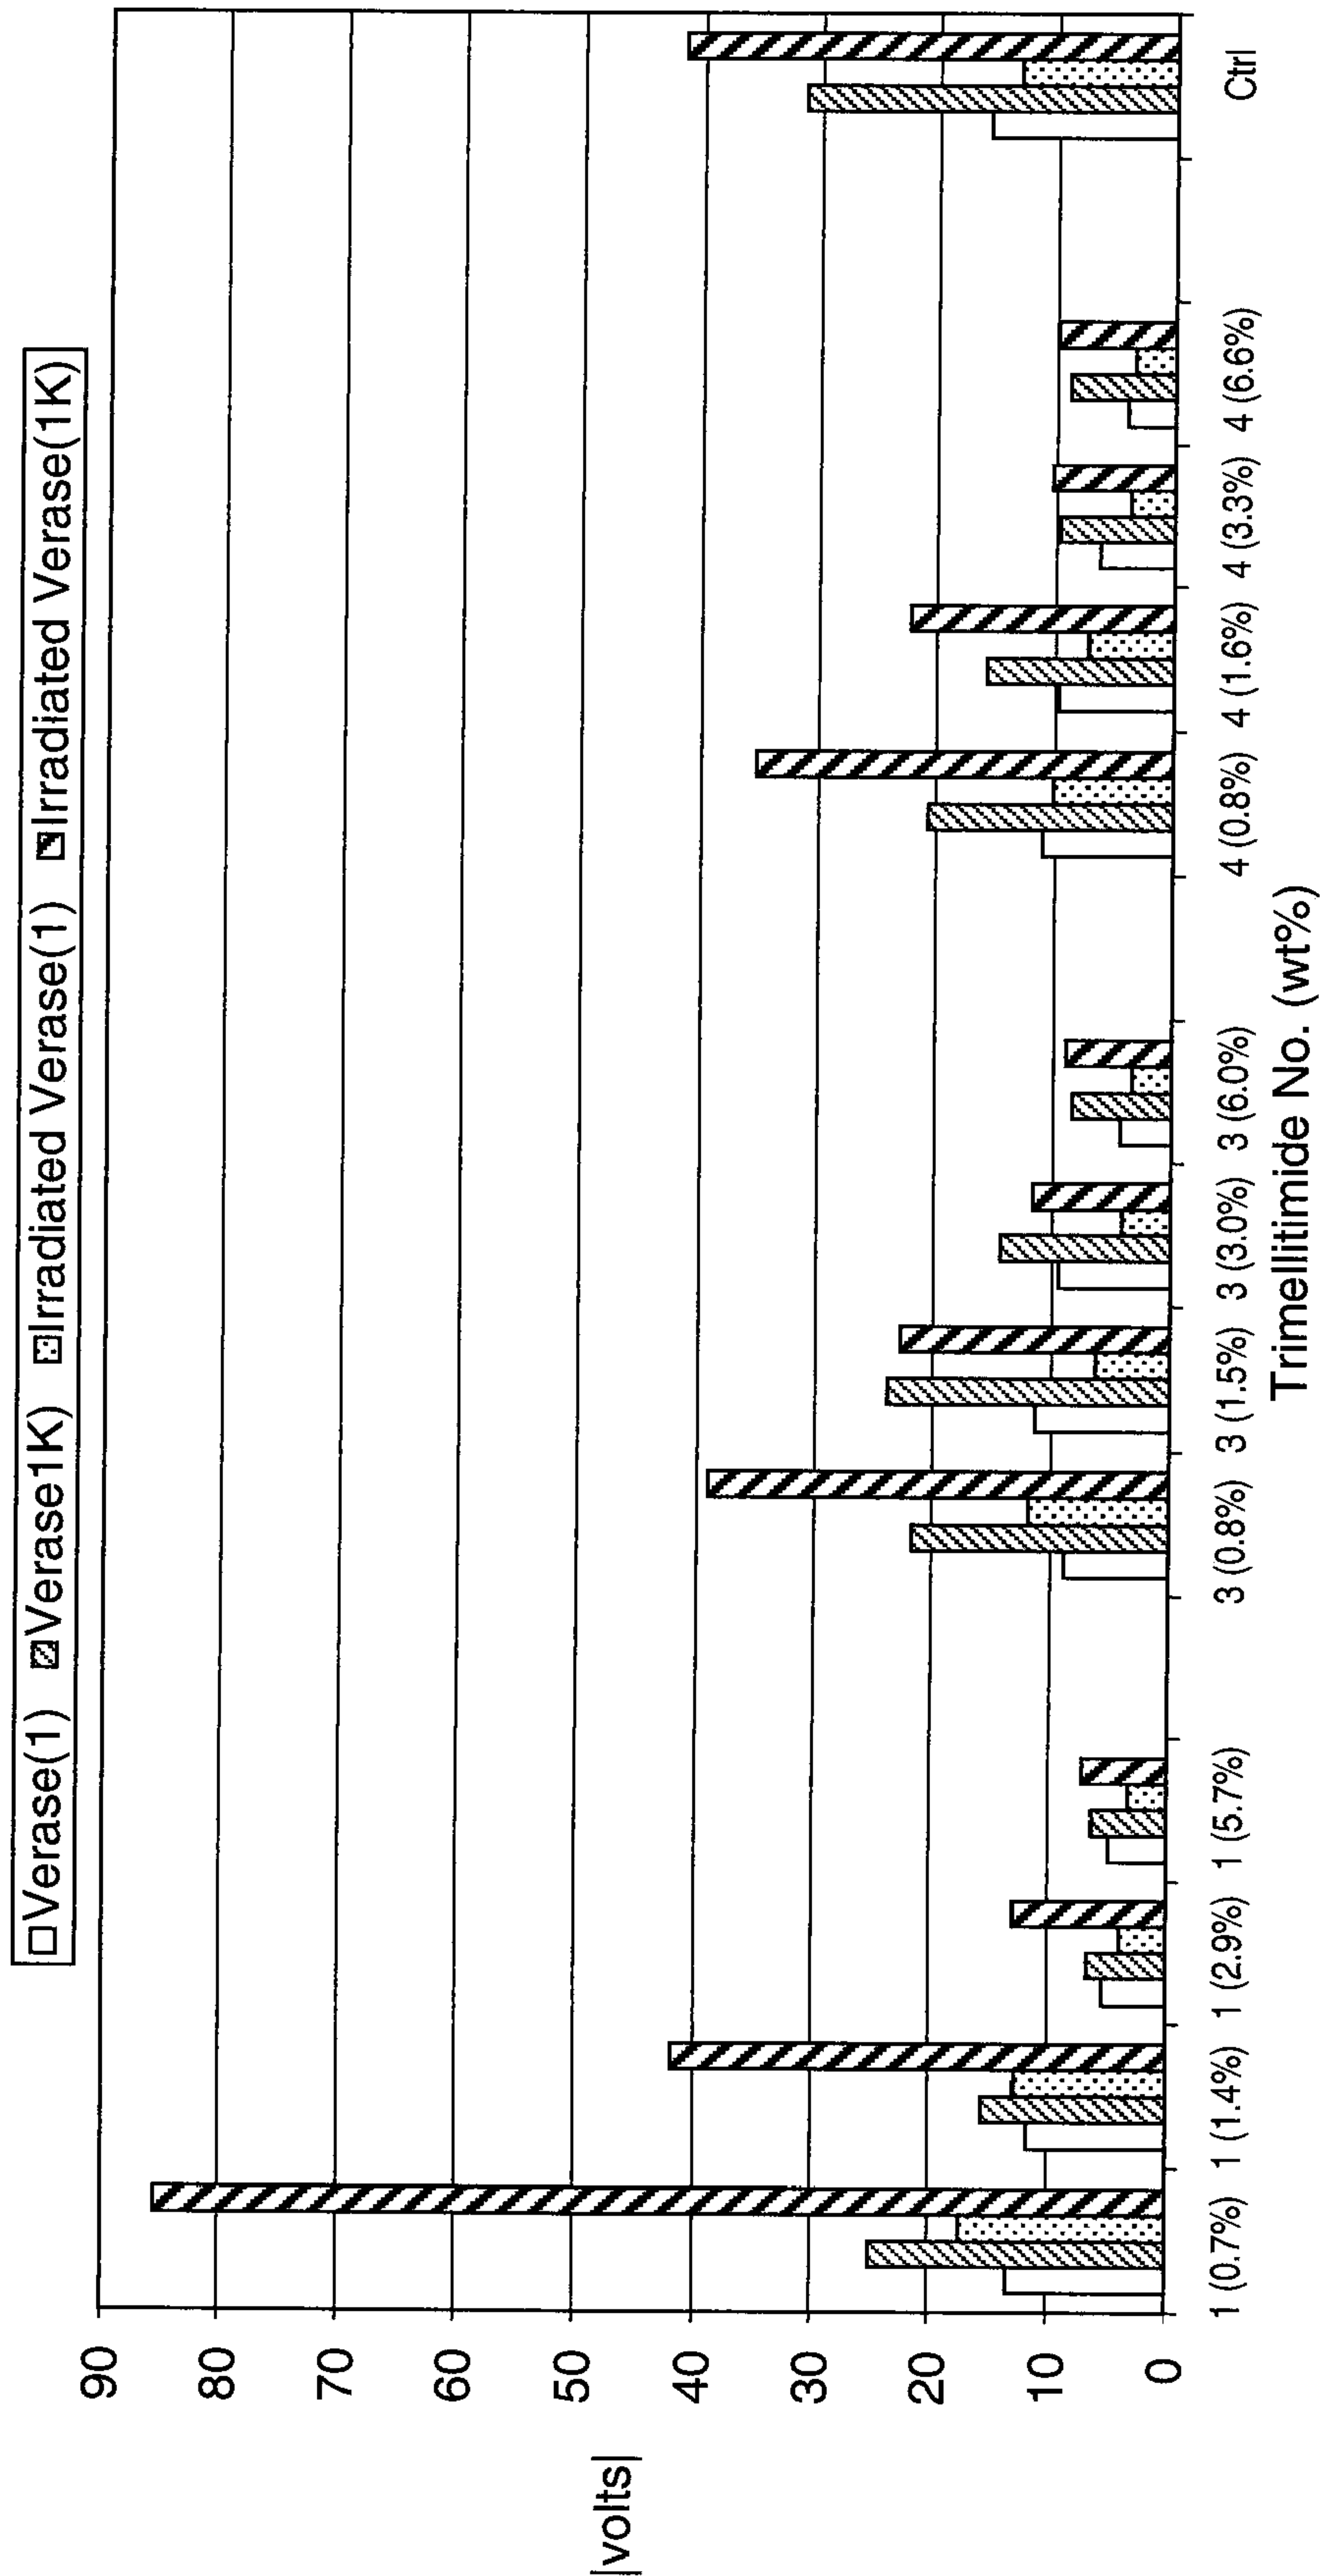 Verase(1) Verase1K) Irradiated Verase(1) Irradiated Verase(1K)
|volts|
90
80
70
60
50
40
30
20
10
0
1 (0.7%) 1 (1.4%) 1 (2.9%) 1 (5.7%) 3 (0.8%) 3 (1.5%) 3 (3.0%) 3 (6.0%) 4 (0.8%) 4 (1.6%) 4 (3.3%) 4 (6.6%) Ctrl
Trimellitimide No. (wt%)